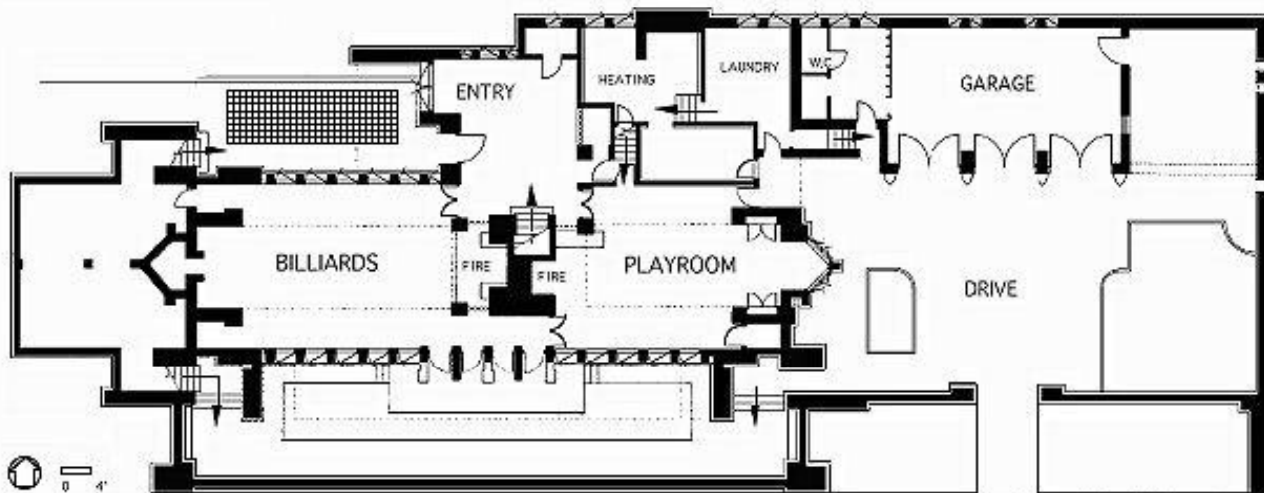 ENTRY
HEATING
LAUNDRY
W.C
GARAGE
BILLIARDS
FIRE
FIRE
PLAYROOM
DRIVE
0 4'